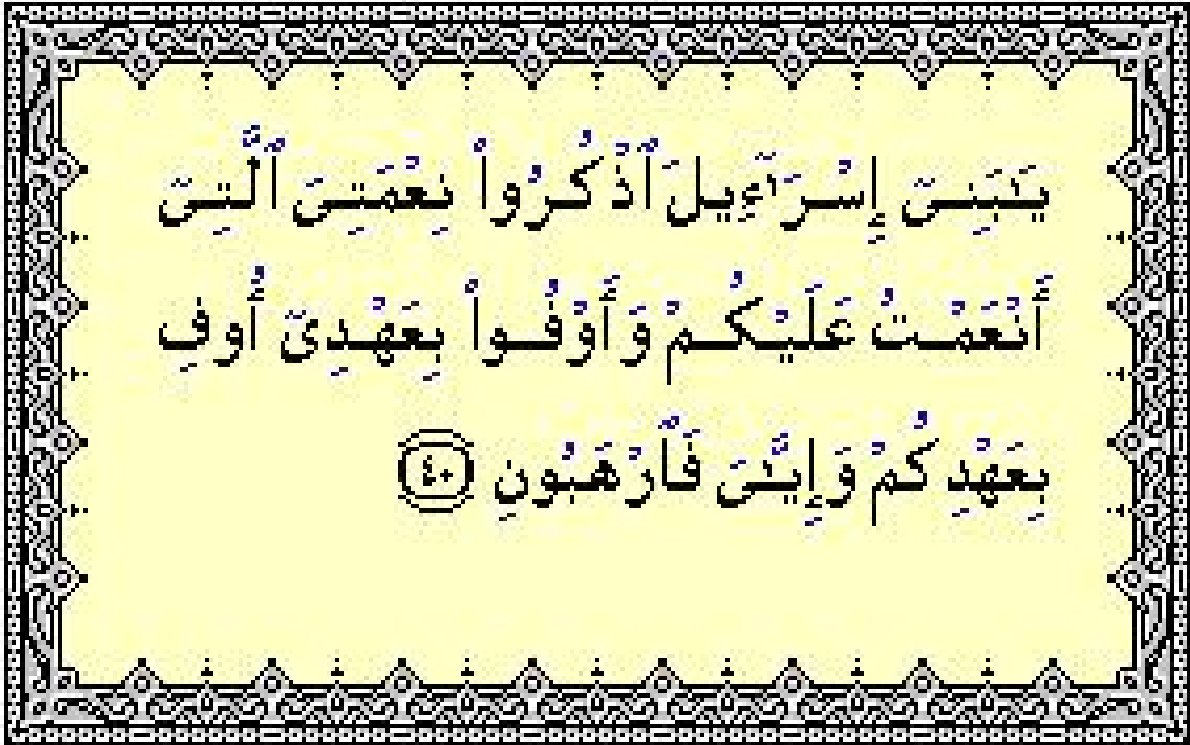 يَـٰبَنِىٓ إِسْرَٰٓءِيلَ ٱذْكُرُوا۟ نِعْمَتِىَ ٱلَّتِىٓ
أَنْعَمْتُ عَلَيْكُمْ وَأَوْفُوا۟ بِعَهْدِىٓ أُوفِ
بِعَهْدِكُمْ وَإِيَّـٰىَ فَٱرْهَبُونِ ٤٠